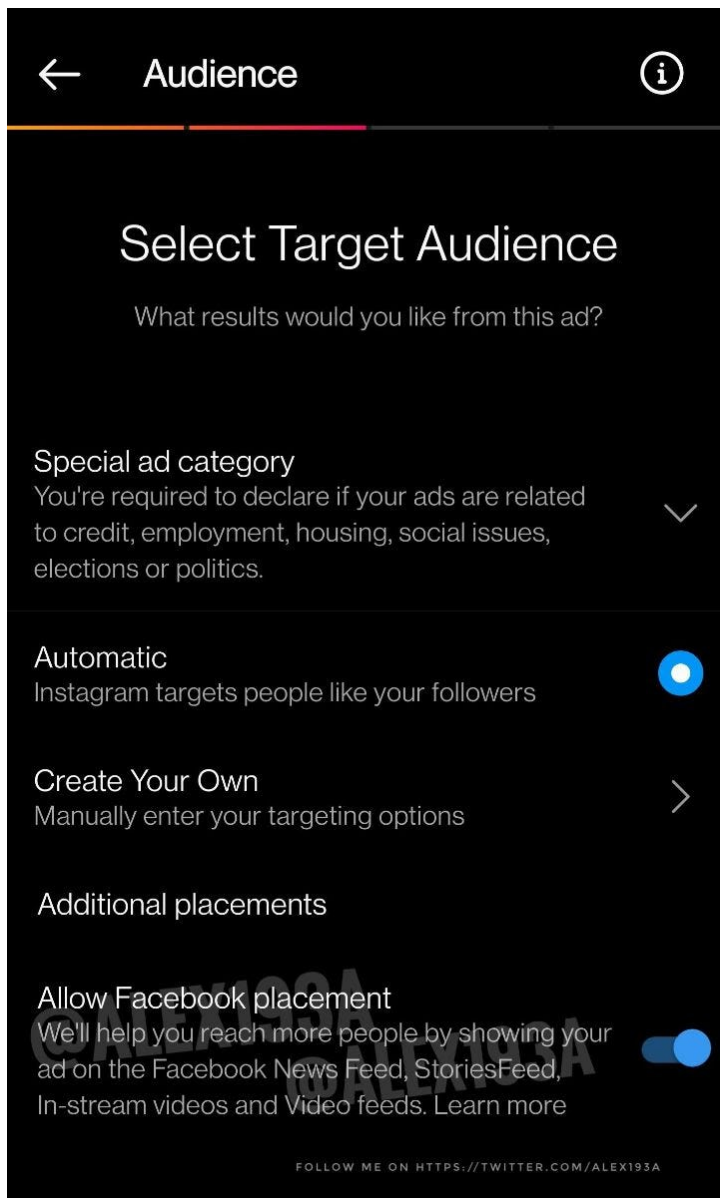 Audience
Select Target Audience
What results would you like from this ad?
Special ad category
You're required to declare if your ads are related
to credit, employment, housing, social issues,
elections or politics.
Automatic
Instagram targets people like your followers
Create Your Own
Manually enter your targeting options
Additional placements
Allow Facebook placement
We'll help you reach more people by showing your
ad on the Facebook News Feed, StoriesFeed,
In-stream videos and Video feeds. Learn more
@ALEX193A
@ALEX193A
FOLLOW ME ON HTTPS://TWITTER.COM/ALEX193A